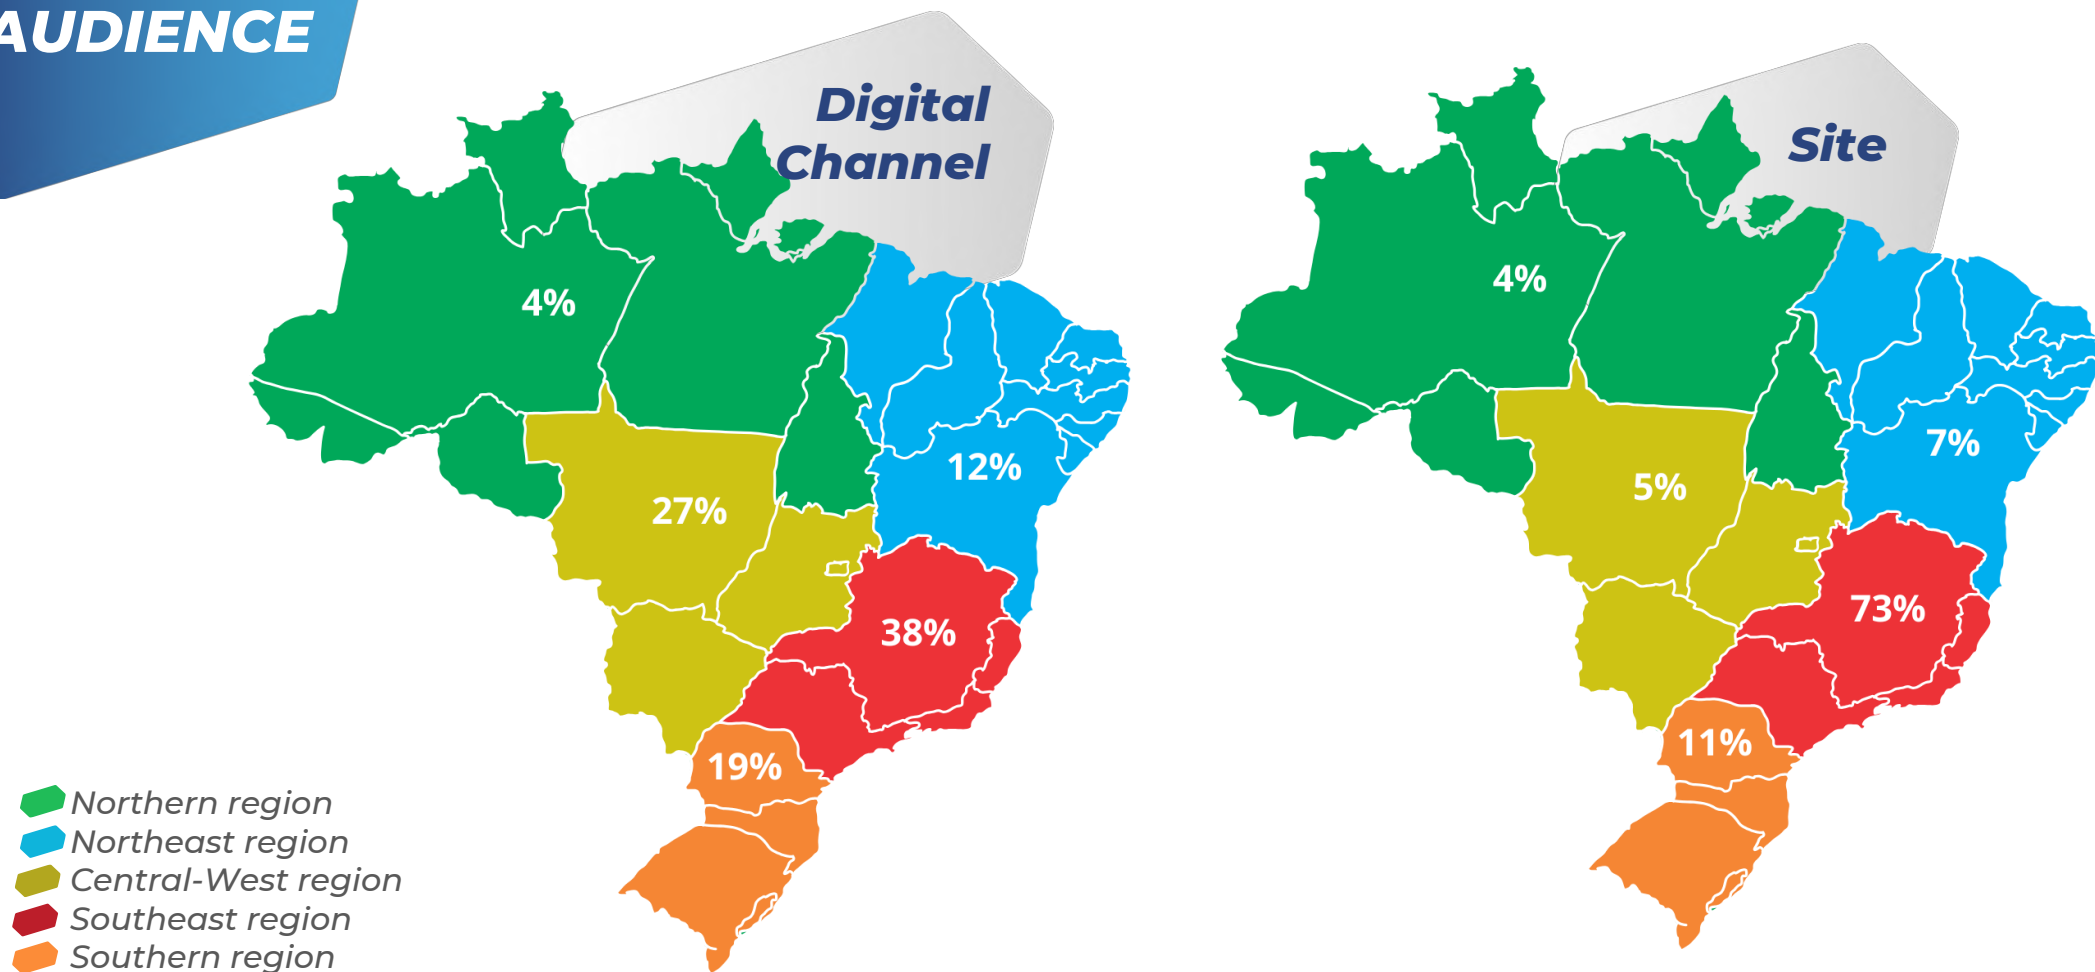 AUDIENCE
Digital
Channel
4%
27%
12%
38%
19%
Site
4%
5%
7%
73%
11%
Northern region
Northeast region
Central-West region
Southeast region
Southern region